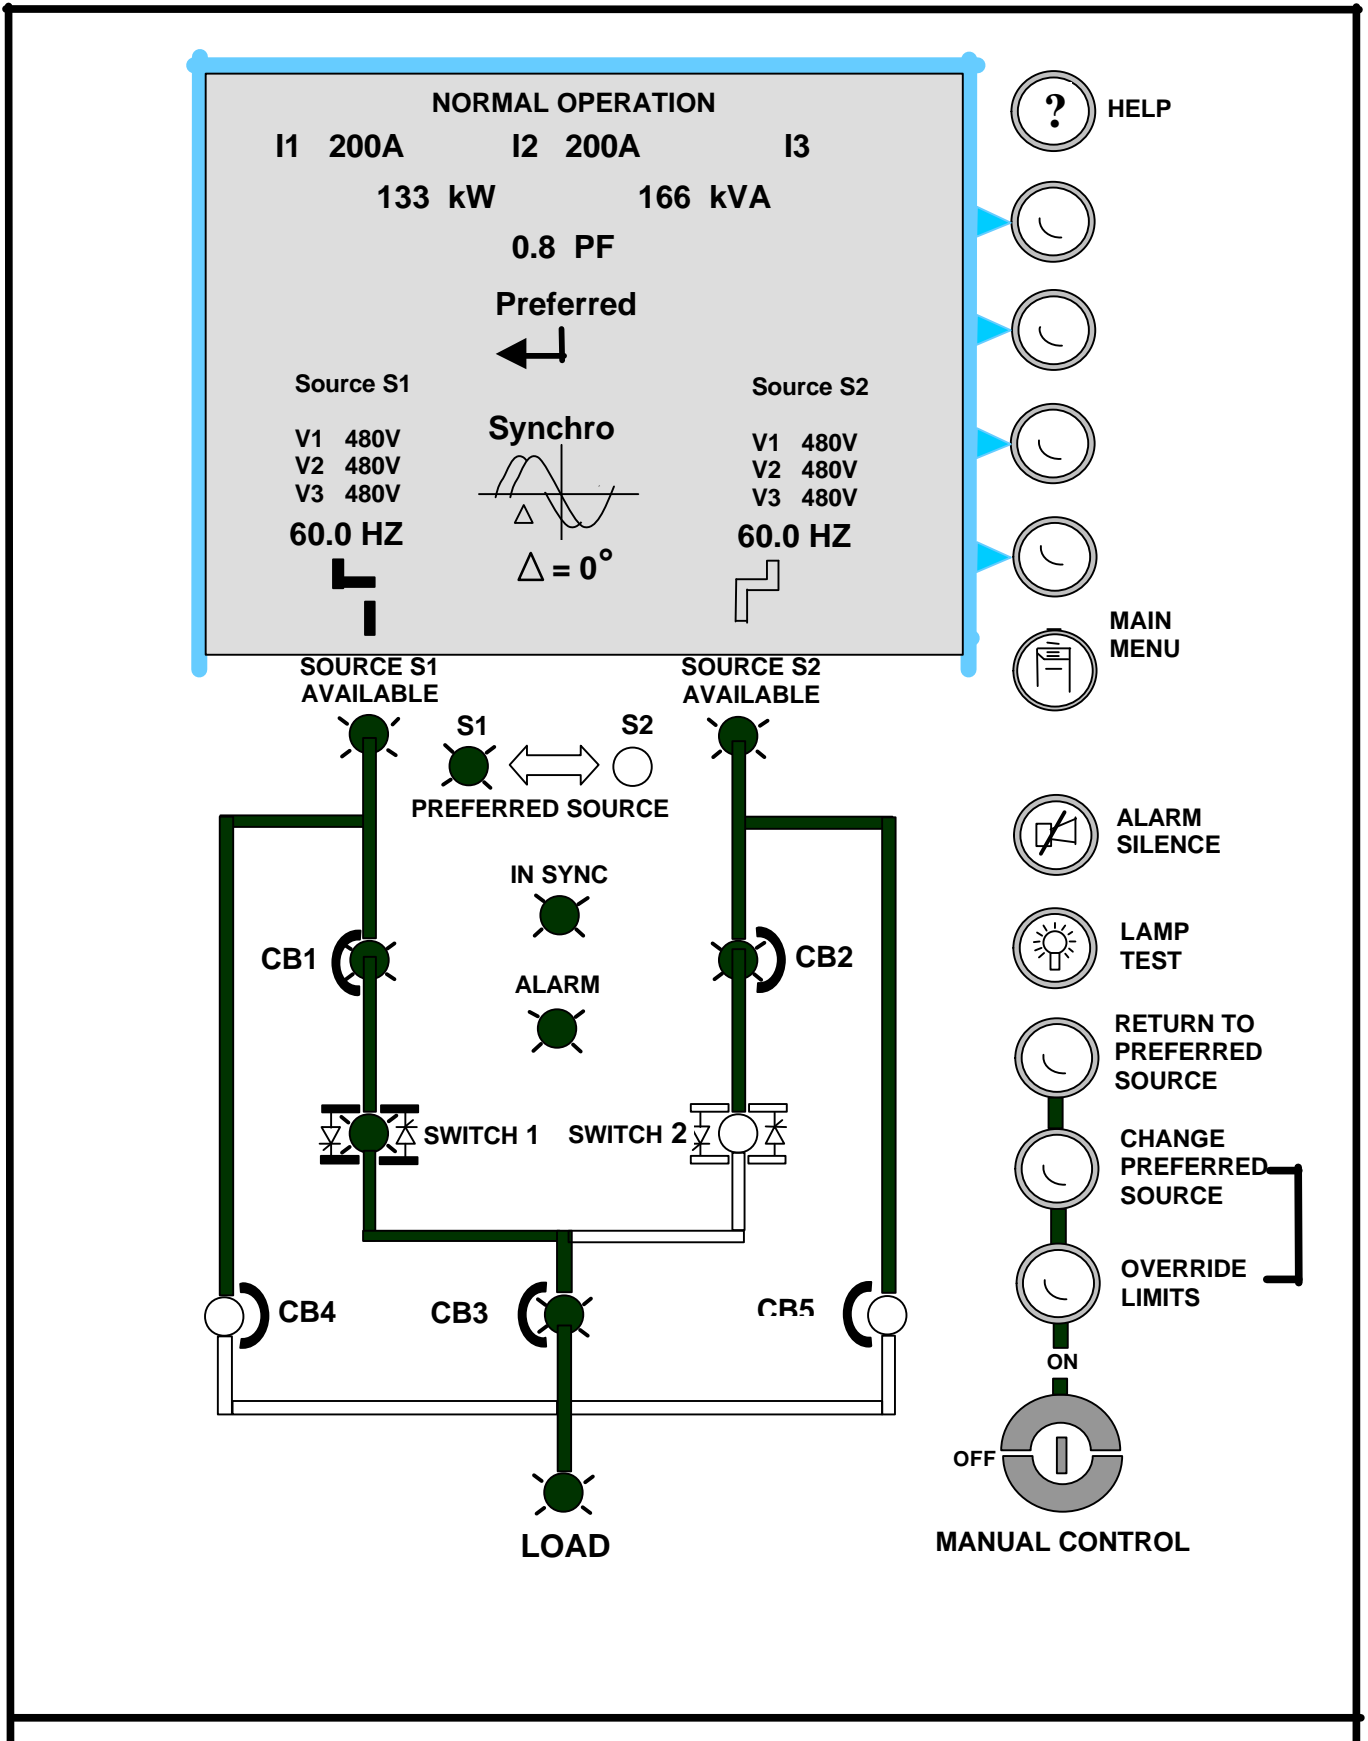 NORMAL OPERATION
I1 200A I2 200A I3
133 kW 166 kVA
0.8 PF
Preferred
Source S1
Source S2
V1 480V
V2 480V
V3 480V
60.0 HZ
Synchro
Δ
Δ = 0°
V1 480V
V2 480V
V3 480V
60.0 HZ
? HELP
MAIN
MENU
SOURCE S1
AVAILABLE
SOURCE S2
AVAILABLE
S1 S2
PREFERRED SOURCE
IN SYNC
ALARM
CB1
CB2
SWITCH 1
SWITCH 2
CB4
CB3
CB5
LOAD
ALARM
SILENCE
LAMP
TEST
RETURN TO
PREFERRED
SOURCE
CHANGE
PREFERRED
SOURCE
OVERRIDE
LIMITS
ON
OFF
MANUAL CONTROL